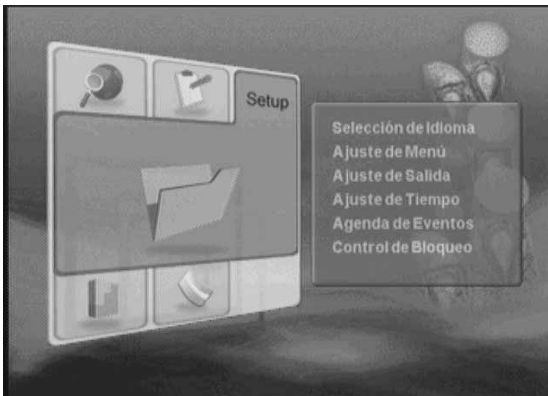 Setup
Selección de Idioma
Ajuste de Menú
Ajuste de Salida
Ajuste de Tiempo
Agenda de Eventos
Control de Bloqueo